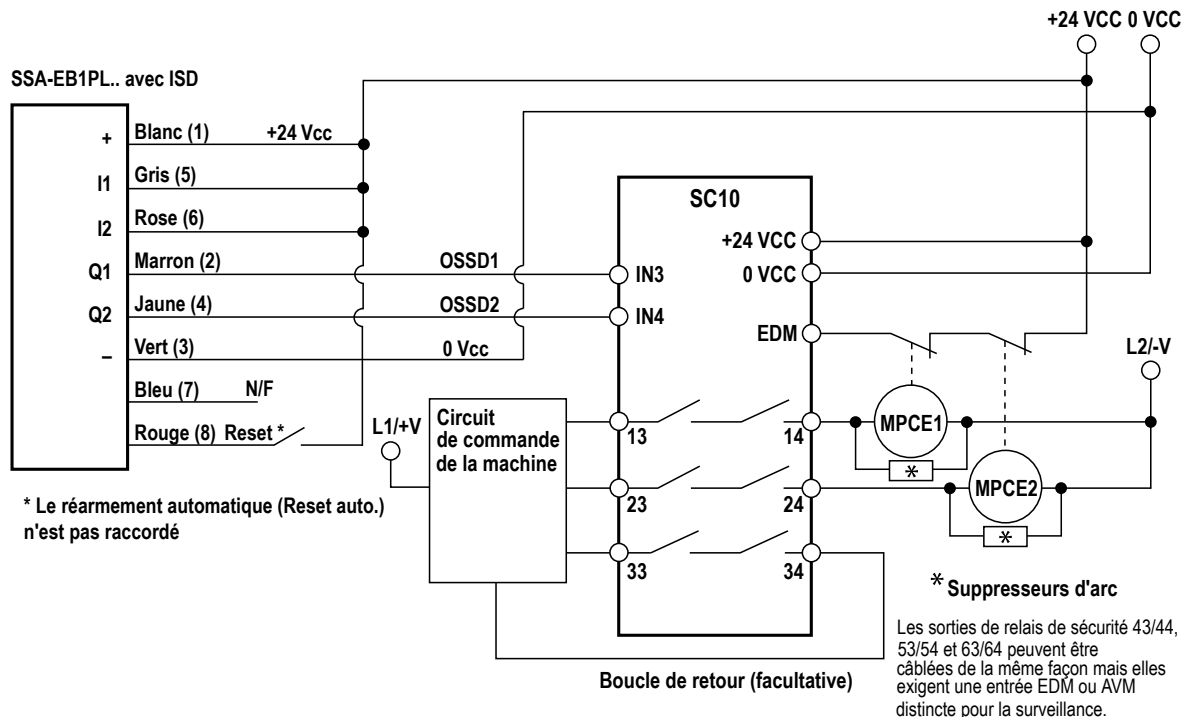 +24 VCC 0 VCC
SSA-EB1PL.. avec ISD
+ Blanc (1) +24 Vcc
I1 Gris (5)
I2 Rose (6)
Q1 Marron (2) OSSD1
Q2 Jaune (4) OSSD2
– Vert (3) 0 Vcc
Bleu (7) N/F
Rouge (8) Reset *
* Le réarmement automatique (Reset auto.)
n'est pas raccordé
L1/+V
Circuit
de commande
de la machine
SC10
+24 VCC
IN3 0 VCC
IN4
EDM
L2/-V
13 14
MPCE1
*
23 24
MPCE2
*
33 34
* Suppresseurs d'arc
Boucle de retour (facultative)
Les sorties de relais de sécurité 43/44,
53/54 et 63/64 peuvent être
câblées de la même façon mais elles
exigent une entrée EDM ou AVM
distincte pour la surveillance.